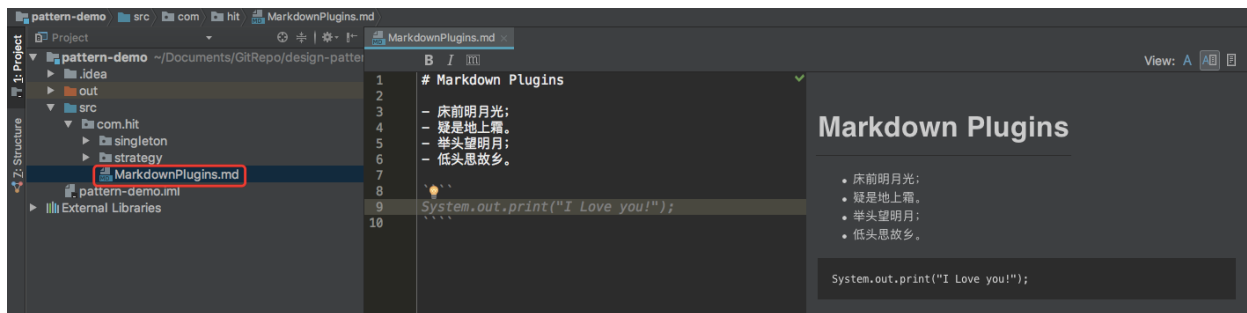 pattern-demo src com hit MarkdownPlugins.md
Project
MarkdownPlugins.md
1: Project
7: Structure
pattern-demo ~/Documents/GitRepo/design-patter
.idea
out
src
com.hit
singleton
strategy
MarkdownPlugins.md
pattern-demo.iml
External Libraries
B I
View: A
1 # Markdown Plugins
2
3 - 床前明月光;
4 - 疑是地上霜。
5 - 举头望明月;
6 - 低头思故乡。
7
8 ```
9 System.out.print("I Love you!");
10 ````
Markdown Plugins
• 床前明月光;
• 疑是地上霜。
• 举头望明月;
• 低头思故乡。
System.out.print("I Love you!");